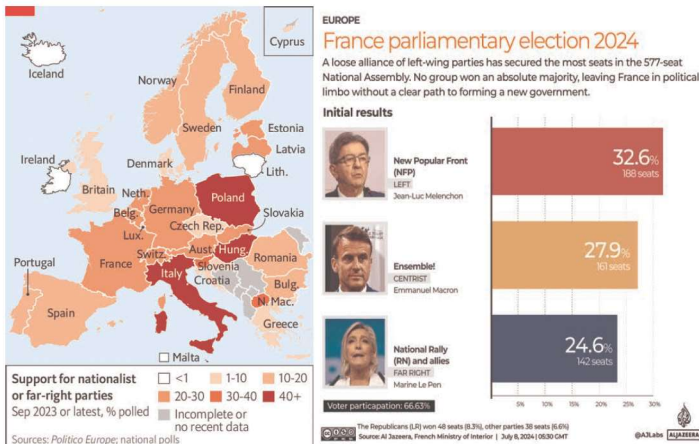 Cyprus
Iceland
Norway
Finland
Sweden
Estonia
Latvia
Ireland
Denmark
Lith.
Britain
Neth.
Poland
Belg.
Germany
Slovakia
Czech Rep.
Lux.
Aust.
Hung.
Switz.
Romania
Portugal
France
Slovenia
Italy
Croatia
Bulg.
N. Mac.
Spain
Greece
Malta
Support for nationalist
or far-right parties
Sep 2023 or latest, % polled
<1
1-10
10-20
20-30
30-40
40+
Incomplete or
no recent data
Sources: Politico Europe; national polls
EUROPE
France parliamentary election 2024
A loose alliance of left-wing parties has secured the most seats in the 577-seat
National Assembly. No group won an absolute majority, leaving France in political
limbo without a clear path to forming a new government.
Initial results
New Popular Front
(NFP)
LEFT
Jean-Luc Melenchon
32.6%
188 seats
Ensemble!
CENTRIST
Emmanuel Macron
27.9%
161 seats
National Rally
(RN) and allies
FAR RIGHT
Marine Le Pen
24.6%
142 seats
5% 10% 15% 20% 25% 30%
Voter particapation: 66.63%
The Republicans (LR) won 48 seats (8.3%), other parties 38 seats (6.6%)
Source: Al Jazeera, French Ministry of Interior | July 8, 2024 | 05:30 GMT
@AJLabs
ALJAZEERA